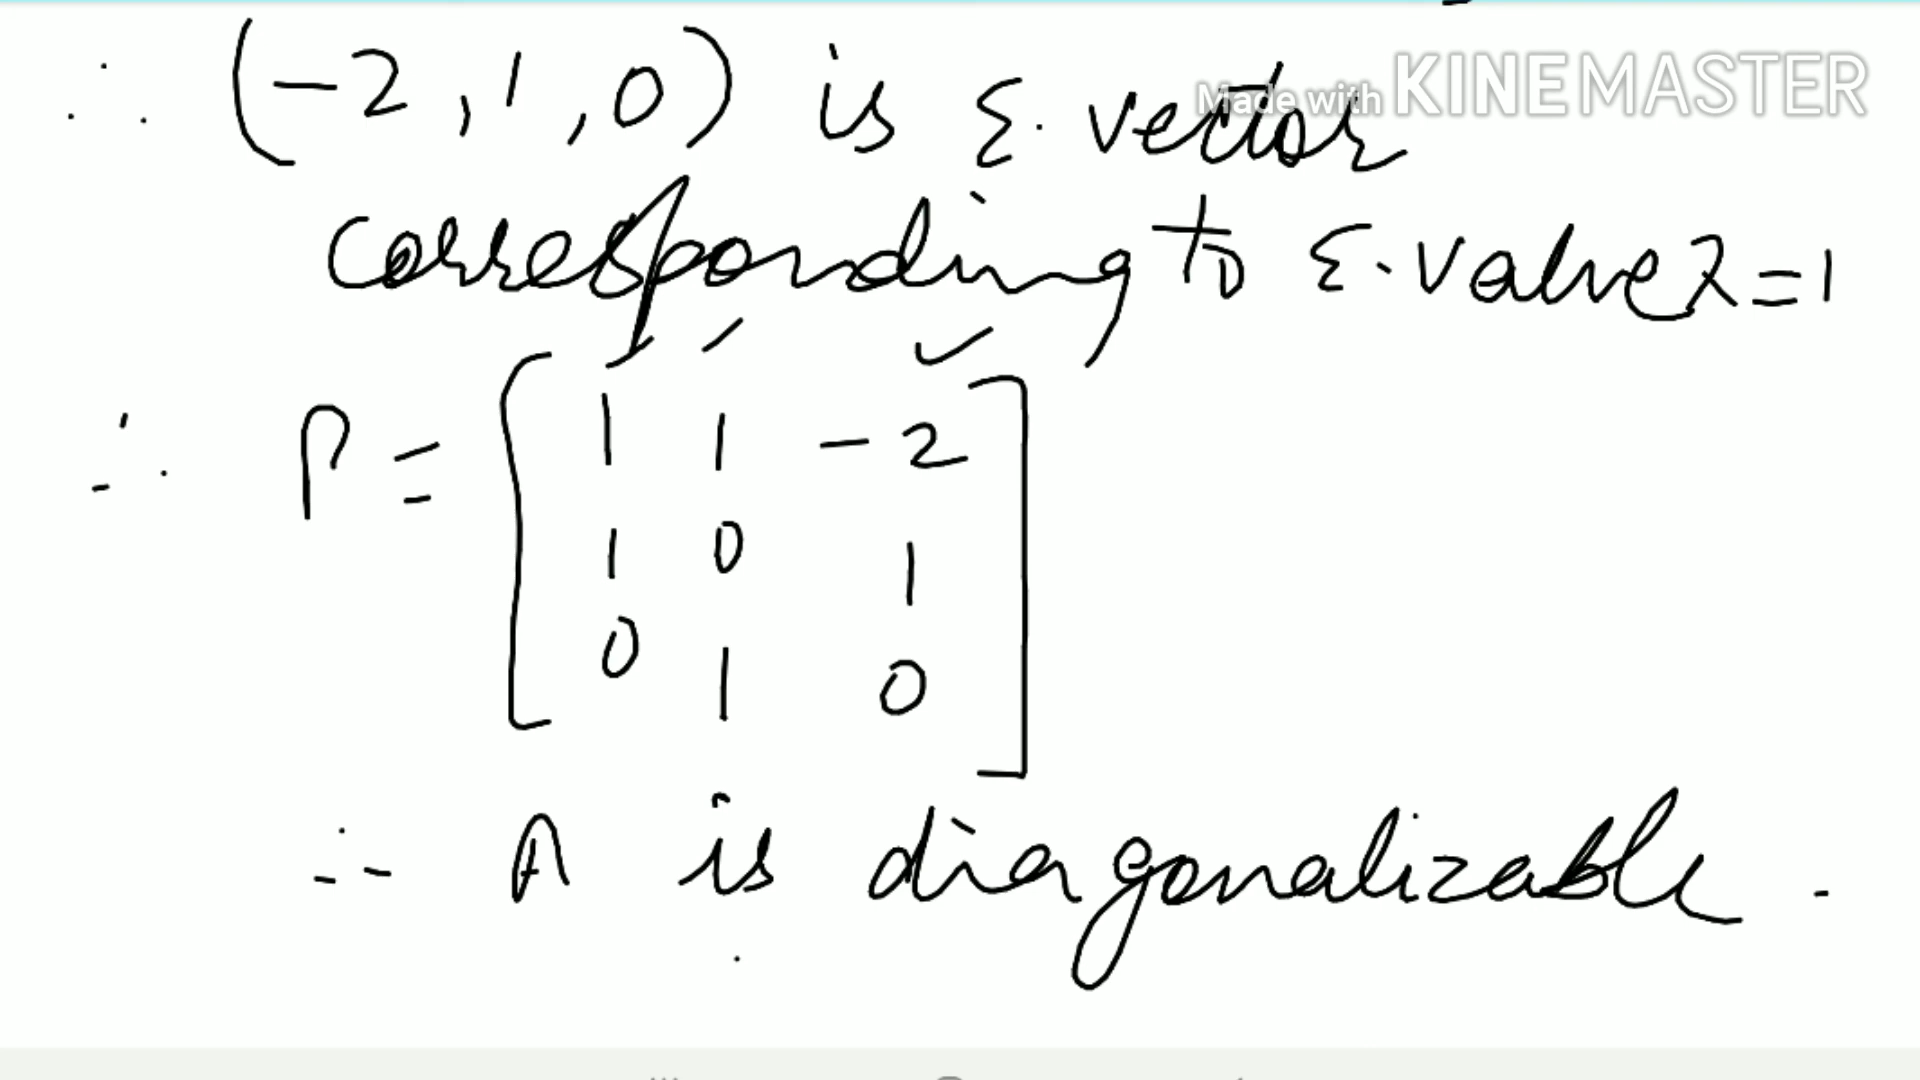 ∴ (-2, 1, 0) is Ɛ. vector
Made with KINEMASTER
corresponding to Ɛ. value λ = 1
∴ P = [ 1 1 -2
1 0 1
0 1 0 ]
∴ A is diagonalizable.